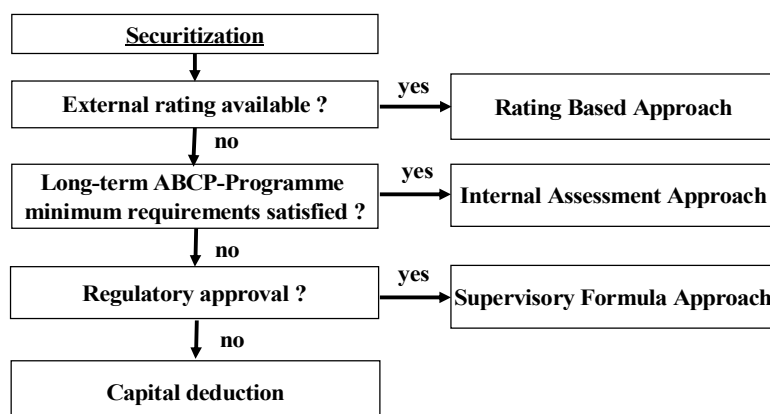 Securitization
External rating available ?
yes
Rating Based Approach
no
Long-term ABCP-Programme
minimum requirements satisfied ?
yes
Internal Assessment Approach
no
Regulatory approval ?
yes
Supervisory Formula Approach
no
Capital deduction